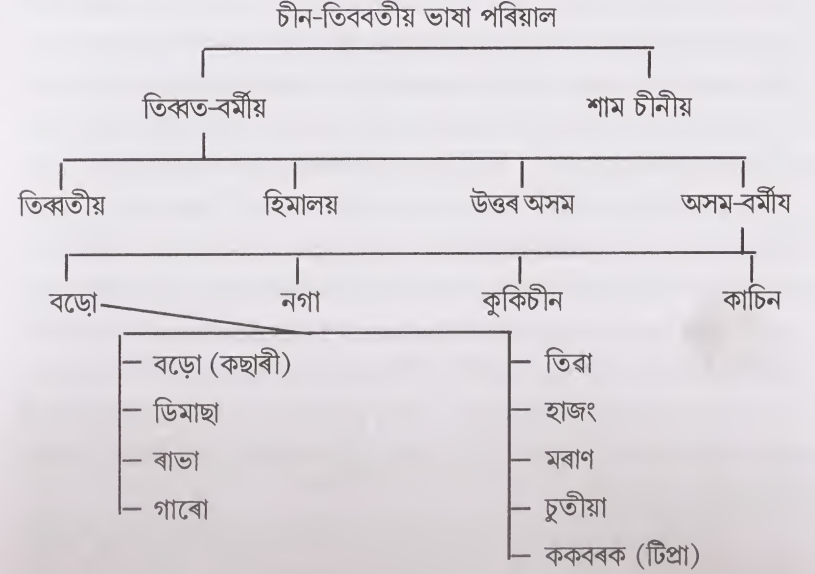 চীন-তিববতীয় ভাষা পৰিয়াল
তিব্বত-বৰ্মীয় শাম চীনীয়
তিব্বতীয় হিমালয় উত্তৰ অসম অসম-বৰ্মীয
বড়ো নগা কুকিচীন কাচিন
বড়ো (কছাৰী) তিৱা
ডিমাছা হাজং
ৰাভা মৰাণ
গাৰো চুতীয়া
ককবৰক (টিপ্ৰা)